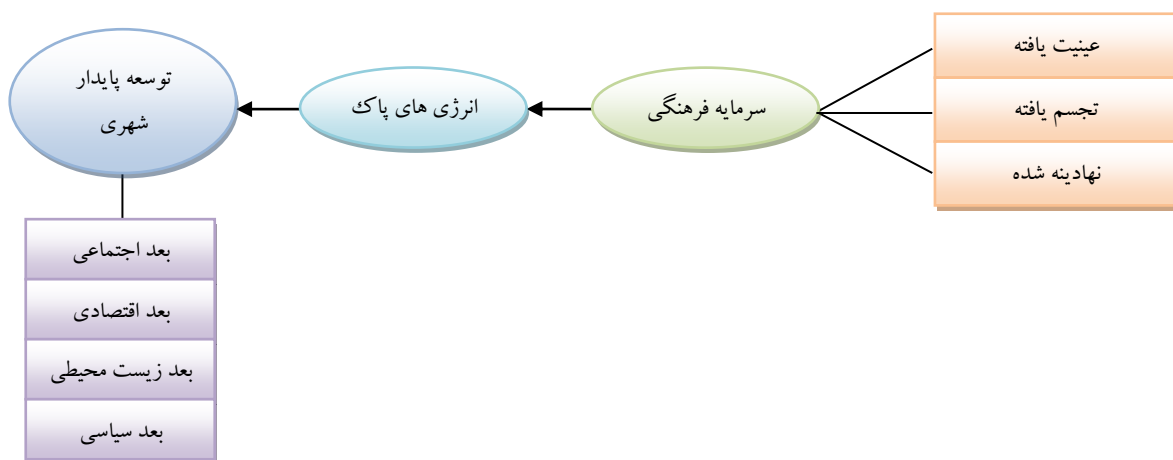 عینیت یافته
تجسم یافته
نهادینه شده
سرمایه فرهنگی
انرژی های پاک
توسعه پایدار
شهری
بعد اجتماعی
بعد اقتصادی
بعد زیست محیطی
بعد سیاسی